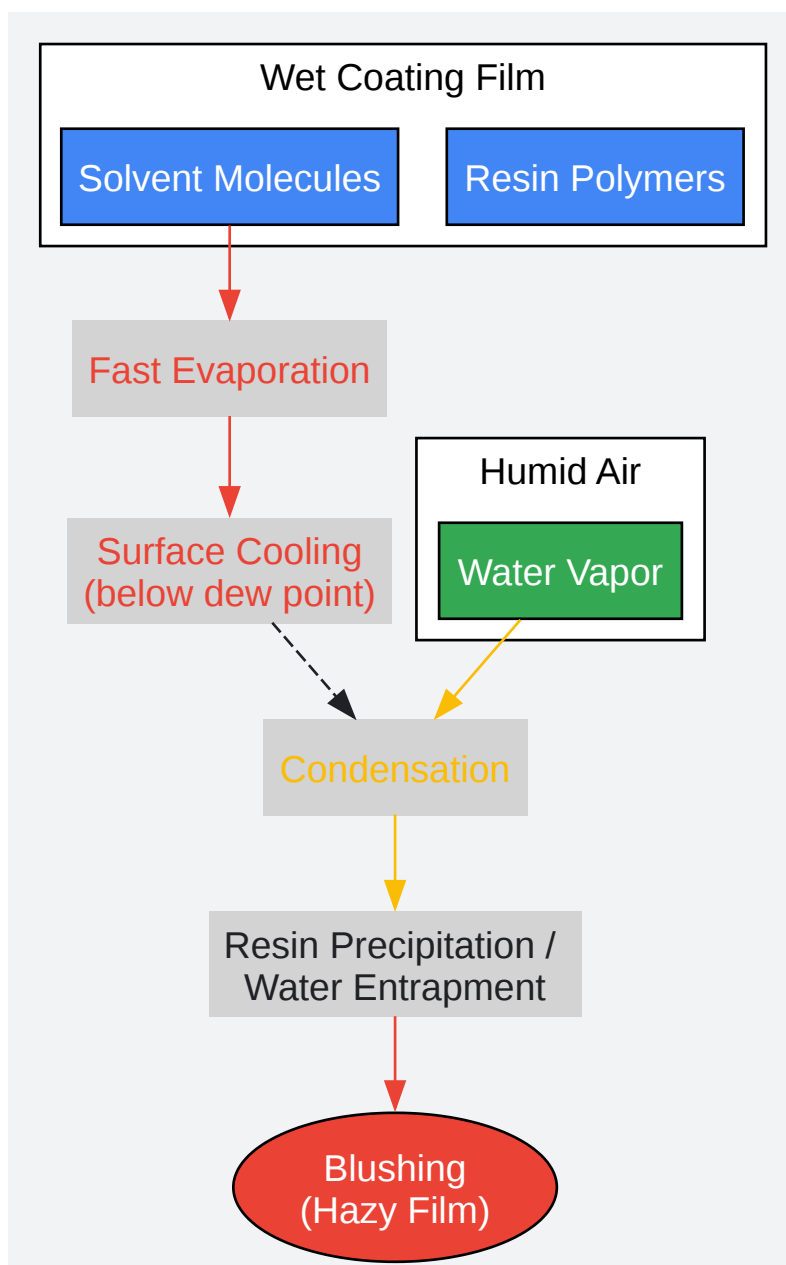 Wet Coating Film
Solvent Molecules
Resin Polymers
Fast Evaporation
Surface Cooling
(below dew point)
Humid Air
Water Vapor
Condensation
Resin Precipitation /
Water Entrapment
Blushing
(Hazy Film)